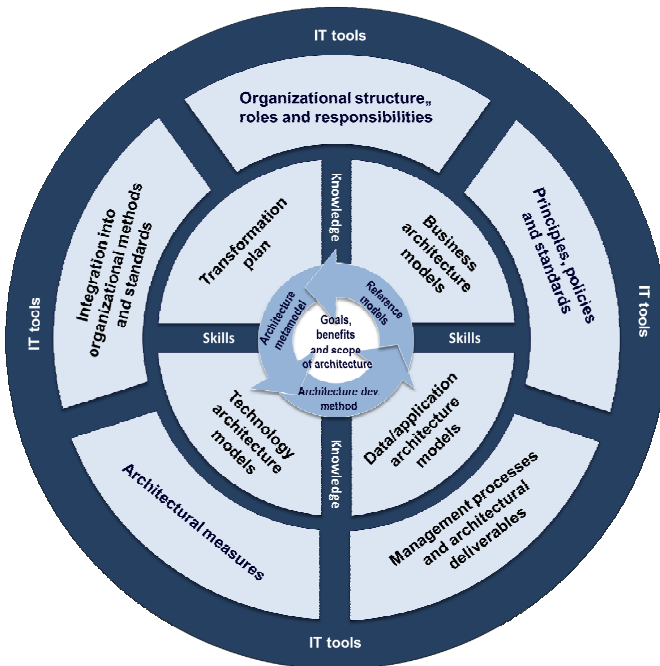 IT tools
Organizational structure,,
roles and responsibilities
Integration into
organizational methods
and standards
Principles, policies
and standards
Knowledge
Transformation
plan
Business
architecture
models
Architecture
metamodel
Reference
models
Goals,
benefits
and scope
of architecture
IT tools
IT tools
Skills
Skills
Architecture dev.
method
Technology
architecture
models
Data/application
architecture
models
Knowledge
Architectural measures
Management processes
and architectural
deliverables
IT tools